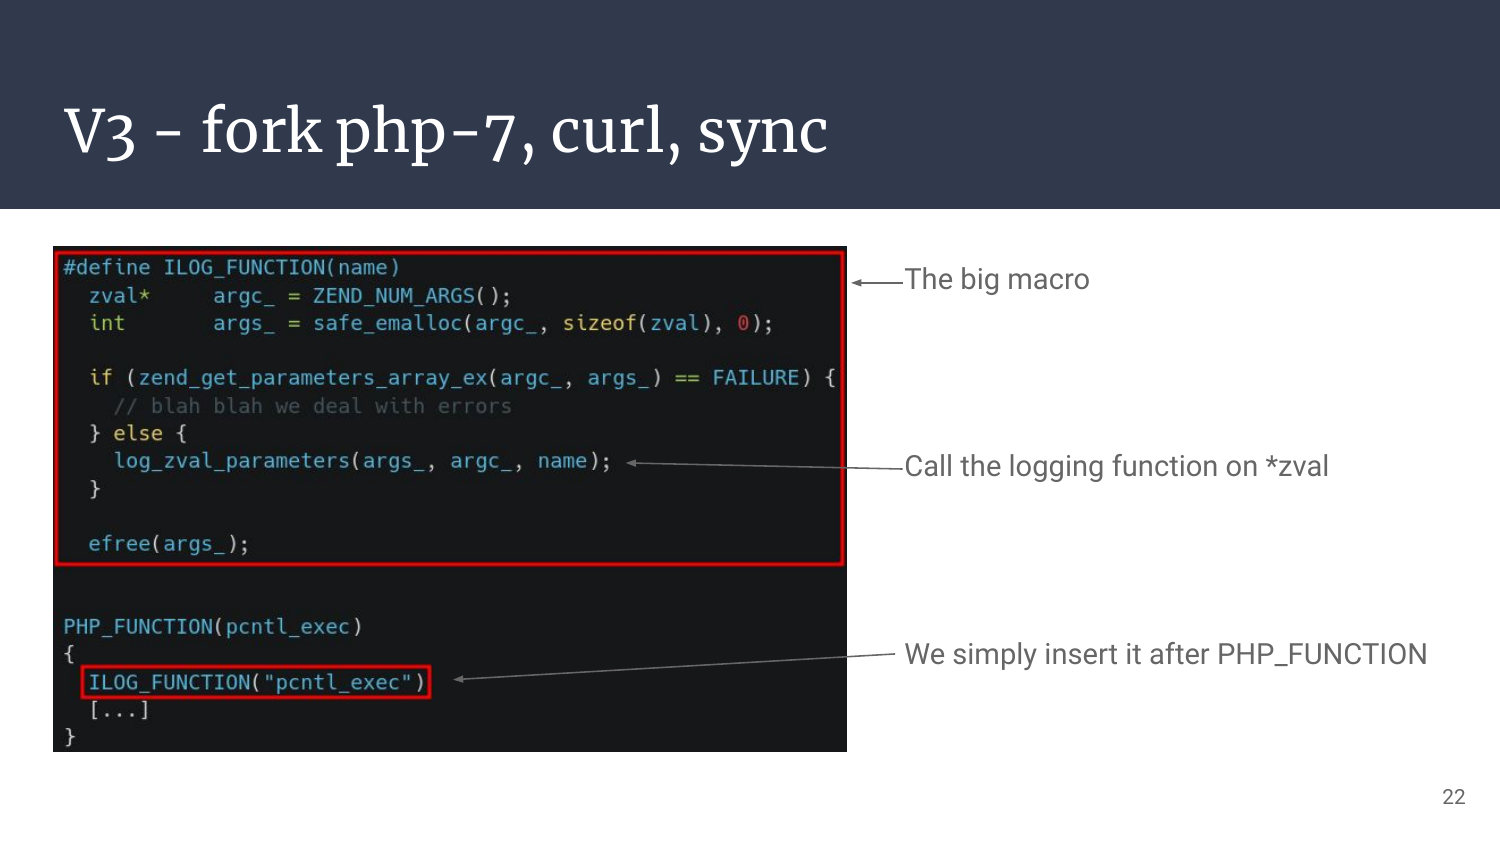 V3 - fork php-7, curl, sync
#define ILOG_FUNCTION(name)
  zval*     argc_ = ZEND_NUM_ARGS();
  int       args_ = safe_emalloc(argc_, sizeof(zval), 0);
  if (zend_get_parameters_array_ex(argc_, args_) == FAILURE) {
    // blah blah we deal with errors
  } else {
    log_zval_parameters(args_, argc_, name);
  }
  efree(args_);
PHP_FUNCTION(pcntl_exec)
{
  ILOG_FUNCTION("pcntl_exec")
  [...]
}
The big macro
Call the logging function on *zval
We simply insert it after PHP_FUNCTION
22